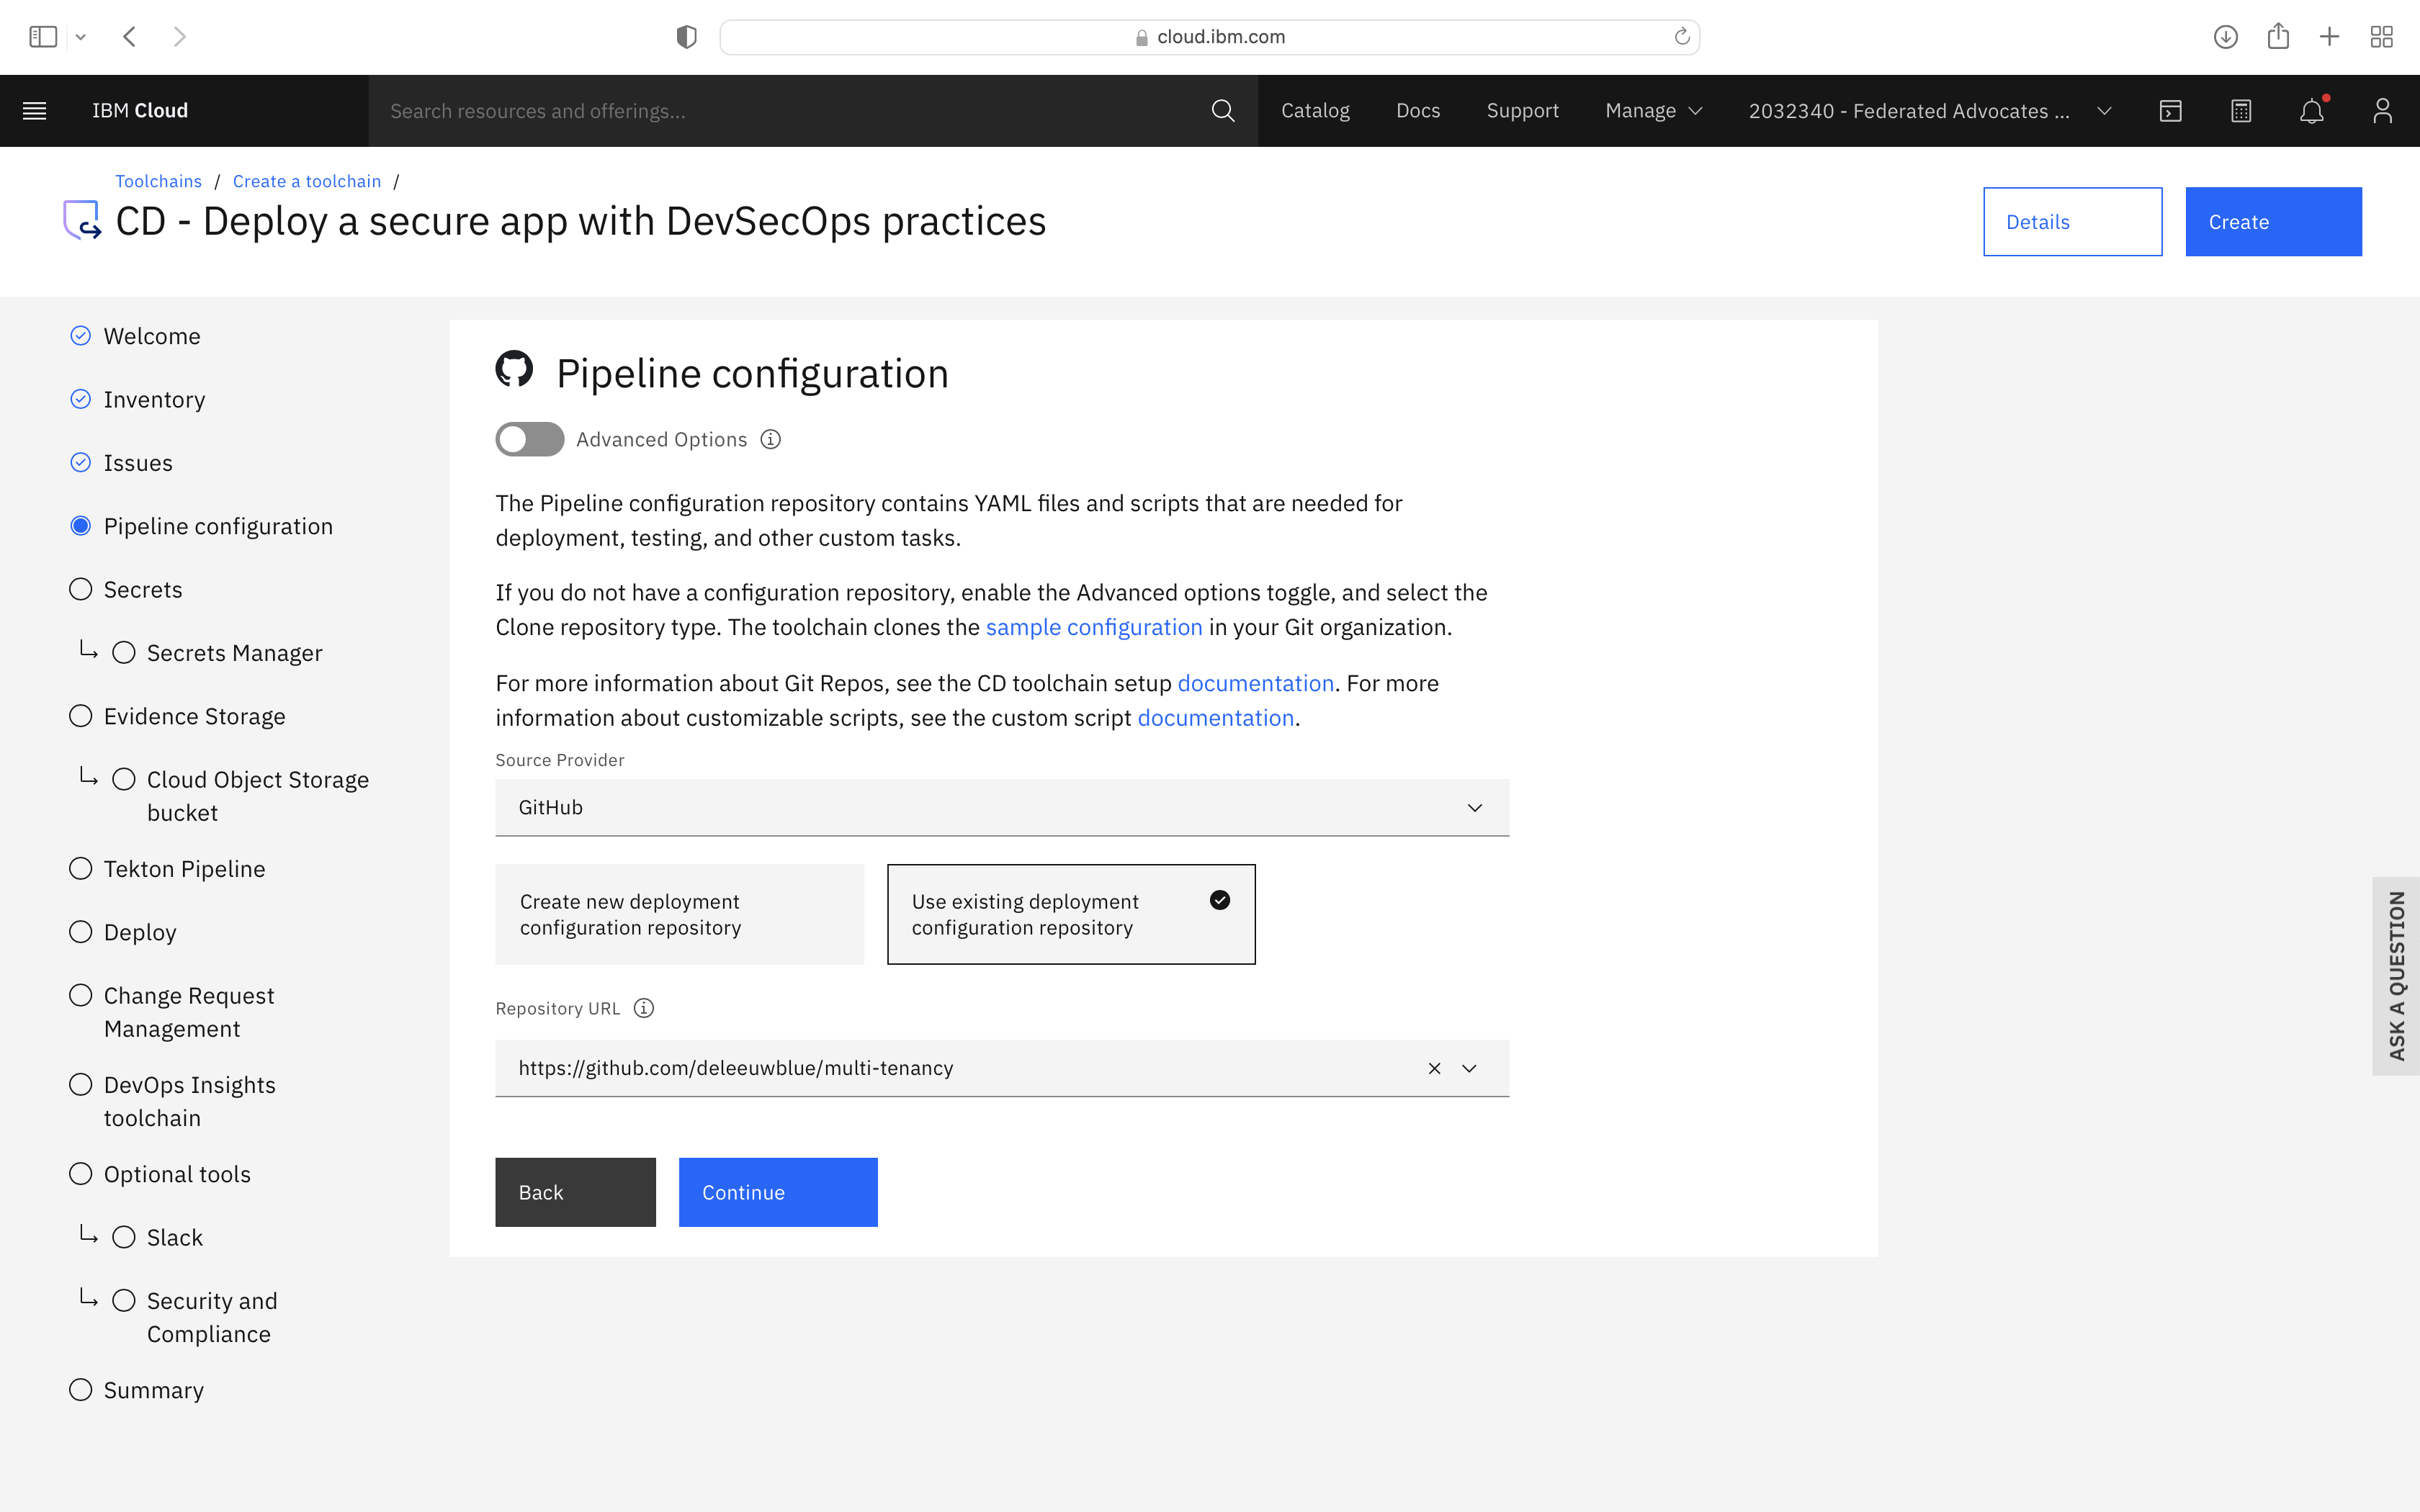 cloud.ibm.com
IBM Cloud
Search resources and offerings...
Catalog
Docs
Support
Manage
2032340 - Federated Advocates ...
Toolchains / Create a toolchain /
CD - Deploy a secure app with DevSecOps practices
Details
Create
Welcome
Inventory
Issues
Pipeline configuration
Secrets
Secrets Manager
Evidence Storage
Cloud Object Storage
bucket
Tekton Pipeline
Deploy
Change Request
Management
DevOps Insights
toolchain
Optional tools
Slack
Security and
Compliance
Summary
Pipeline configuration
Advanced Options
The Pipeline configuration repository contains YAML files and scripts that are needed for
deployment, testing, and other custom tasks.
If you do not have a configuration repository, enable the Advanced options toggle, and select the
Clone repository type. The toolchain clones the sample configuration in your Git organization.
For more information about Git Repos, see the CD toolchain setup documentation. For more
information about customizable scripts, see the custom script documentation.
Source Provider
GitHub
Create new deployment
configuration repository
Use existing deployment
configuration repository
Repository URL
https://github.com/deleeuwblue/multi-tenancy
Back
Continue
ASK A QUESTION